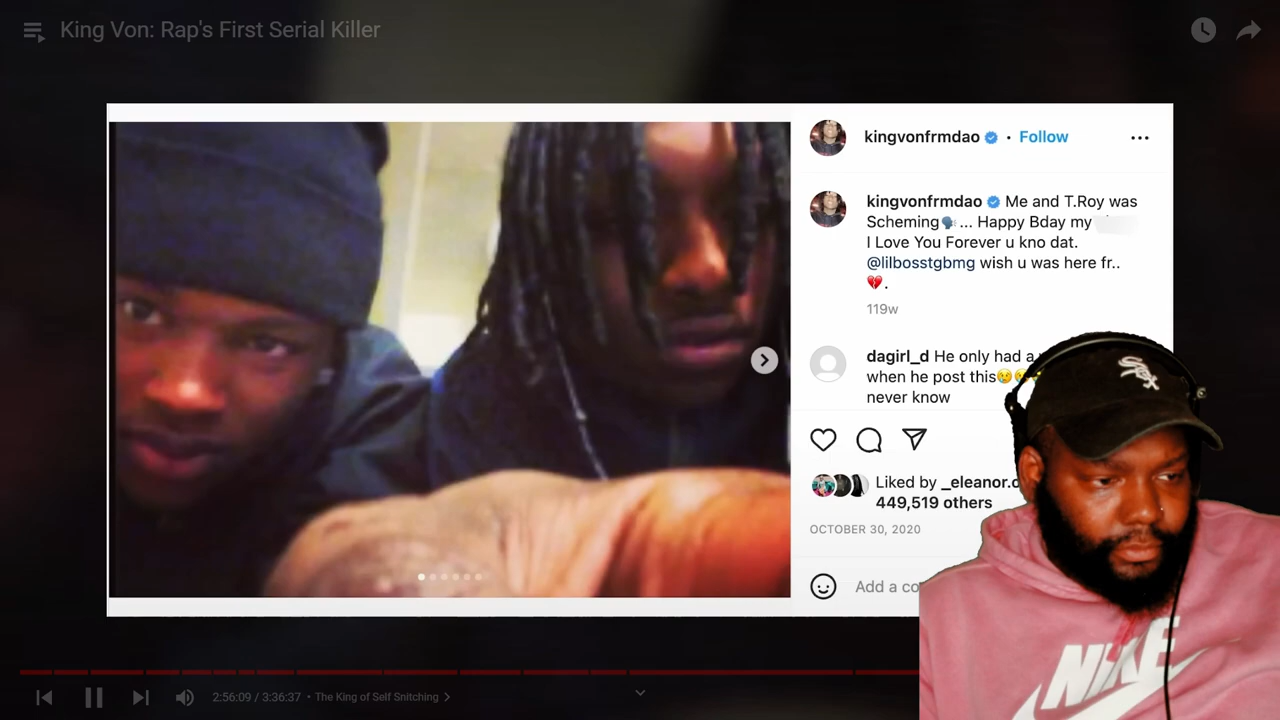 King Von: Rap's First Serial Killer
kingvonfrmdao • Follow
kingvonfrmdao Me and T.Roy was
Scheming🗣️... Happy Bday my
I Love You Forever u kno dat.
@lilbosstgbmg wish u was here fr..
💔.
119w
dagirl_d He only had a
when he post this😢
never know
Liked by _eleanor.c
449,519 others
OCTOBER 30, 2020
Add a co
2:56:09 / 3:36:37 • The King of Self Snitching
Sox
NIKE